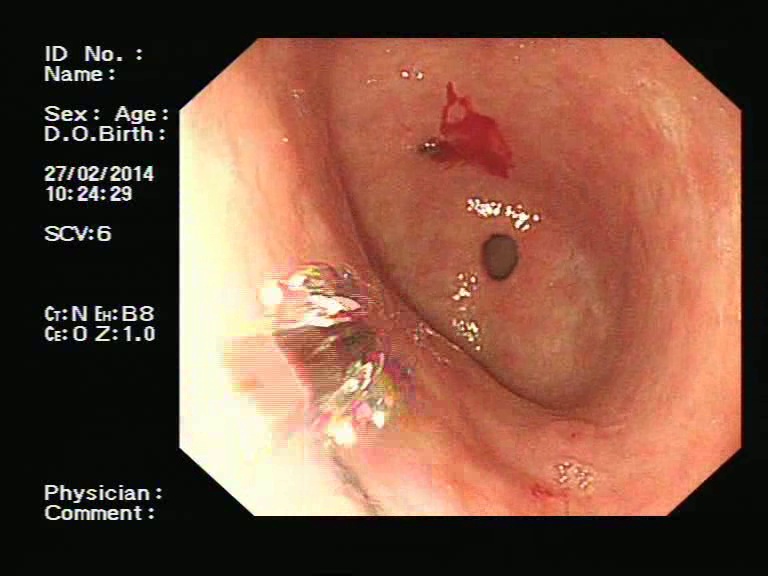 ID No. :
Name:
Sex: Age:
D.O.Birth:
27/02/2014
10:24:29
SCV:6
CT:N EH:B8
CE:0 Z:1.0
Physician:
Comment: